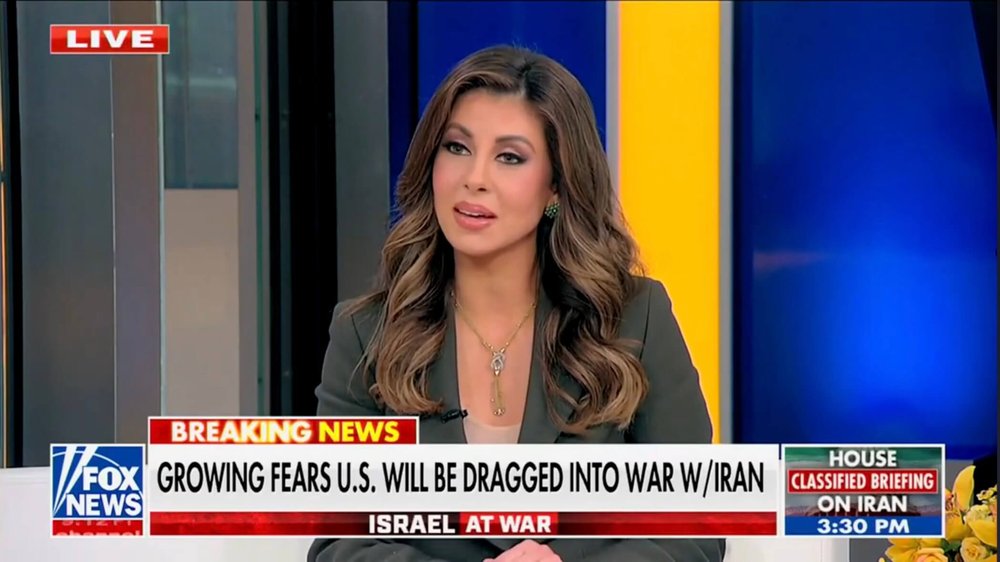 LIVE
BREAKING NEWS
GROWING FEARS U.S. WILL BE DRAGGED INTO WAR W/IRAN
ISRAEL AT WAR
FOX
NEWS
channel
HOUSE
CLASSIFIED BRIEFING
ON IRAN
3:30 PM